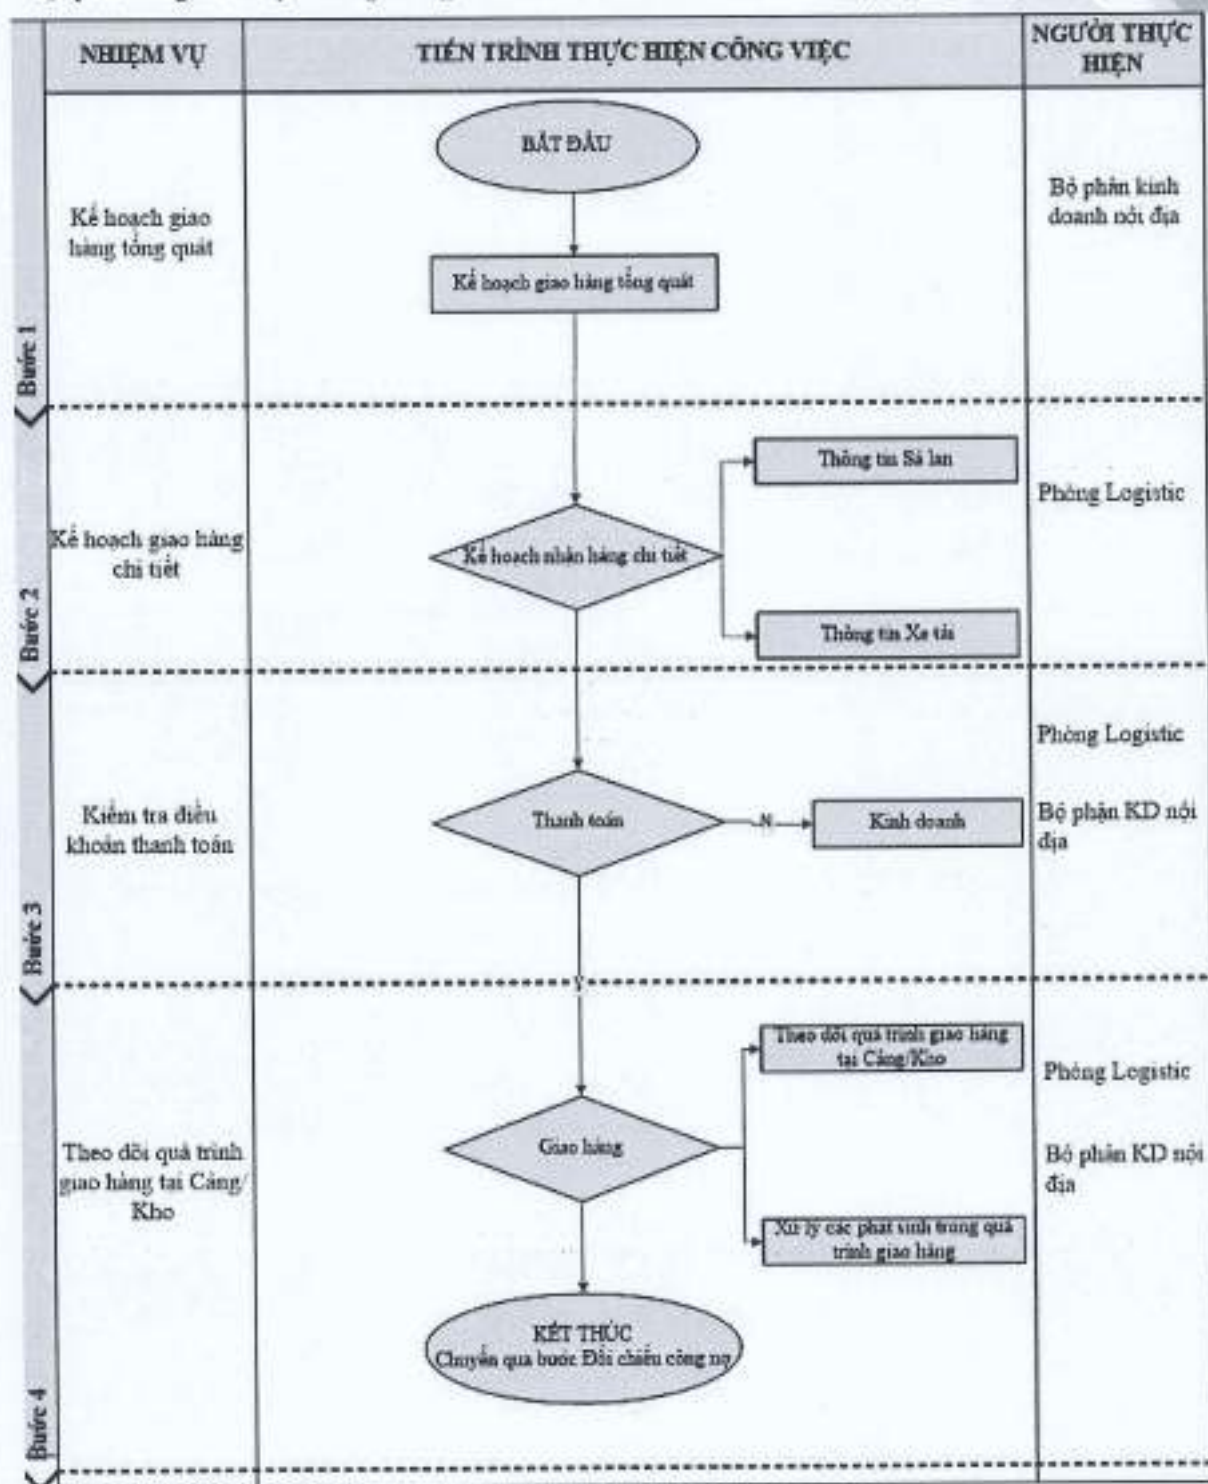 NHIỆM VỤ
TIẾN TRÌNH THỰC HIỆN CÔNG VIỆC
NGƯỜI THỰC
HIỆN
Bước 1
Kế hoạch giao
hàng tổng quát
BẮT ĐẦU
Kế hoạch giao hàng tổng quát
Bộ phân kinh
doanh nôi địa
Bước 2
Kế hoạch giao hàng
chi tiết
Kế hoạch nhận hàng chi tiết
Thông tin Sà lan
Thông tin Xe tải
Phòng Logistic
Bước 3
Kiểm tra điều
khoản thanh toán
Thanh toán
N
Kinh doanh
Y
Phòng Logistic
Bộ phận KD nội
địa
Bước 4
Theo dõi quá trình
giao hàng tại Cảng/
Kho
Giao hàng
Theo dõi quá trình giao hàng
tại Cảng/Kho
Xử lý các phát sinh trong quá
trình giao hàng
KẾT THÚC
Chuyển qua bước Đối chiếu công nợ
Phòng Logistic
Bộ phân KD nội
địa